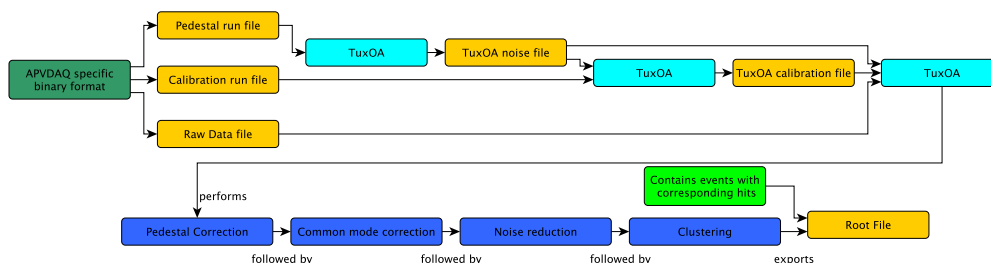 Pedestal run file
TuxOA
TuxOA noise file
APVDAQ specific
binary format
Calibration run file
TuxOA
TuxOA calibration file
TuxOA
Raw Data file
performs
Contains events with
corresponding hits
Pedestal Correction
Common mode correction
Noise reduction
Clustering
Root File
followed by
followed by
followed by
exports